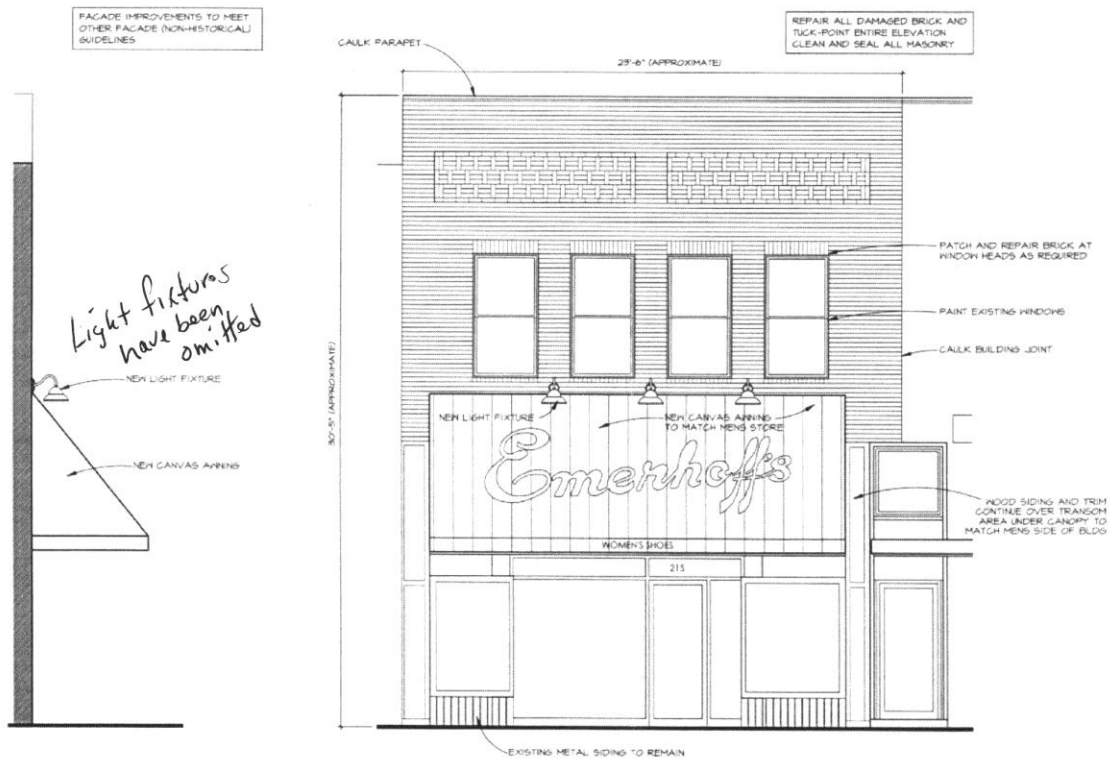 FACADE IMPROVEMENTS TO MEET
OTHER FACADE (NON-HISTORICAL)
GUIDELINES
REPAIR ALL DAMAGED BRICK AND
TUCK-POINT ENTIRE ELEVATION
CLEAN AND SEAL ALL MASONRY
CAULK PARAPET
23'-6" (APPROXIMATE)
30'-5" (APPROXIMATE)
PATCH AND REPAIR BRICK AT
WINDOW HEADS AS REQUIRED
PAINT EXISTING WINDOWS
CAULK BUILDING JOINT
Light fixtures
have been
omitted
NEW LIGHT FIXTURE
NEW CANVAS AWNING
NEW LIGHT FIXTURE
NEW CANVAS AWNING
TO MATCH MENS STORE
Emerhoff's
WOMEN'S SHOES
215
WOOD SIDING AND TRIM
CONTINUE OVER TRANSOM
AREA UNDER CANOPY TO
MATCH MENS SIDE OF BLDG
EXISTING METAL SIDING TO REMAIN